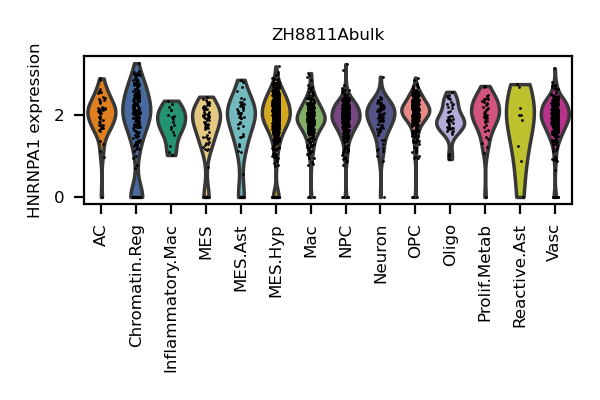 ZH8811Abulk
HNRNPA1 expression
2
0
AC
Chromatin.Reg
Inflammatory.Mac
MES
MES.Ast
MES.Hyp
Mac
NPC
Neuron
OPC
Oligo
Prolif.Metab
Reactive.Ast
Vasc